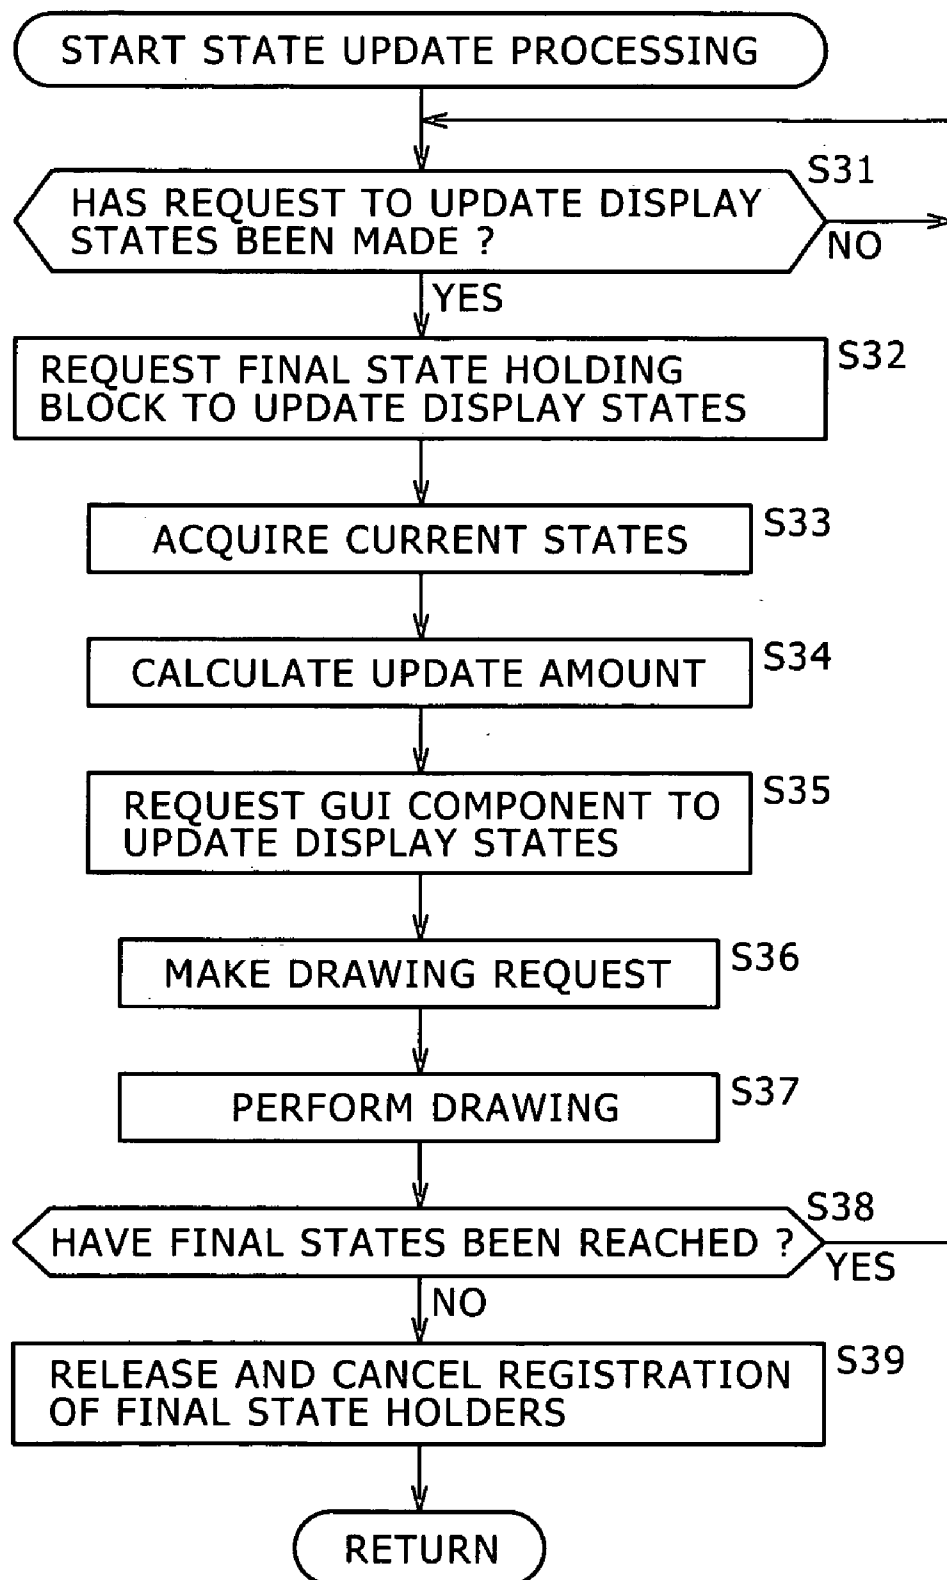 START STATE UPDATE PROCESSING
S31
HAS REQUEST TO UPDATE DISPLAY
STATES BEEN MADE ?
NO
YES
S32
REQUEST FINAL STATE HOLDING
BLOCK TO UPDATE DISPLAY STATES
S33
ACQUIRE CURRENT STATES
S34
CALCULATE UPDATE AMOUNT
S35
REQUEST GUI COMPONENT TO
UPDATE DISPLAY STATES
S36
MAKE DRAWING REQUEST
S37
PERFORM DRAWING
S38
HAVE FINAL STATES BEEN REACHED ?
YES
NO
S39
RELEASE AND CANCEL REGISTRATION
OF FINAL STATE HOLDERS
RETURN